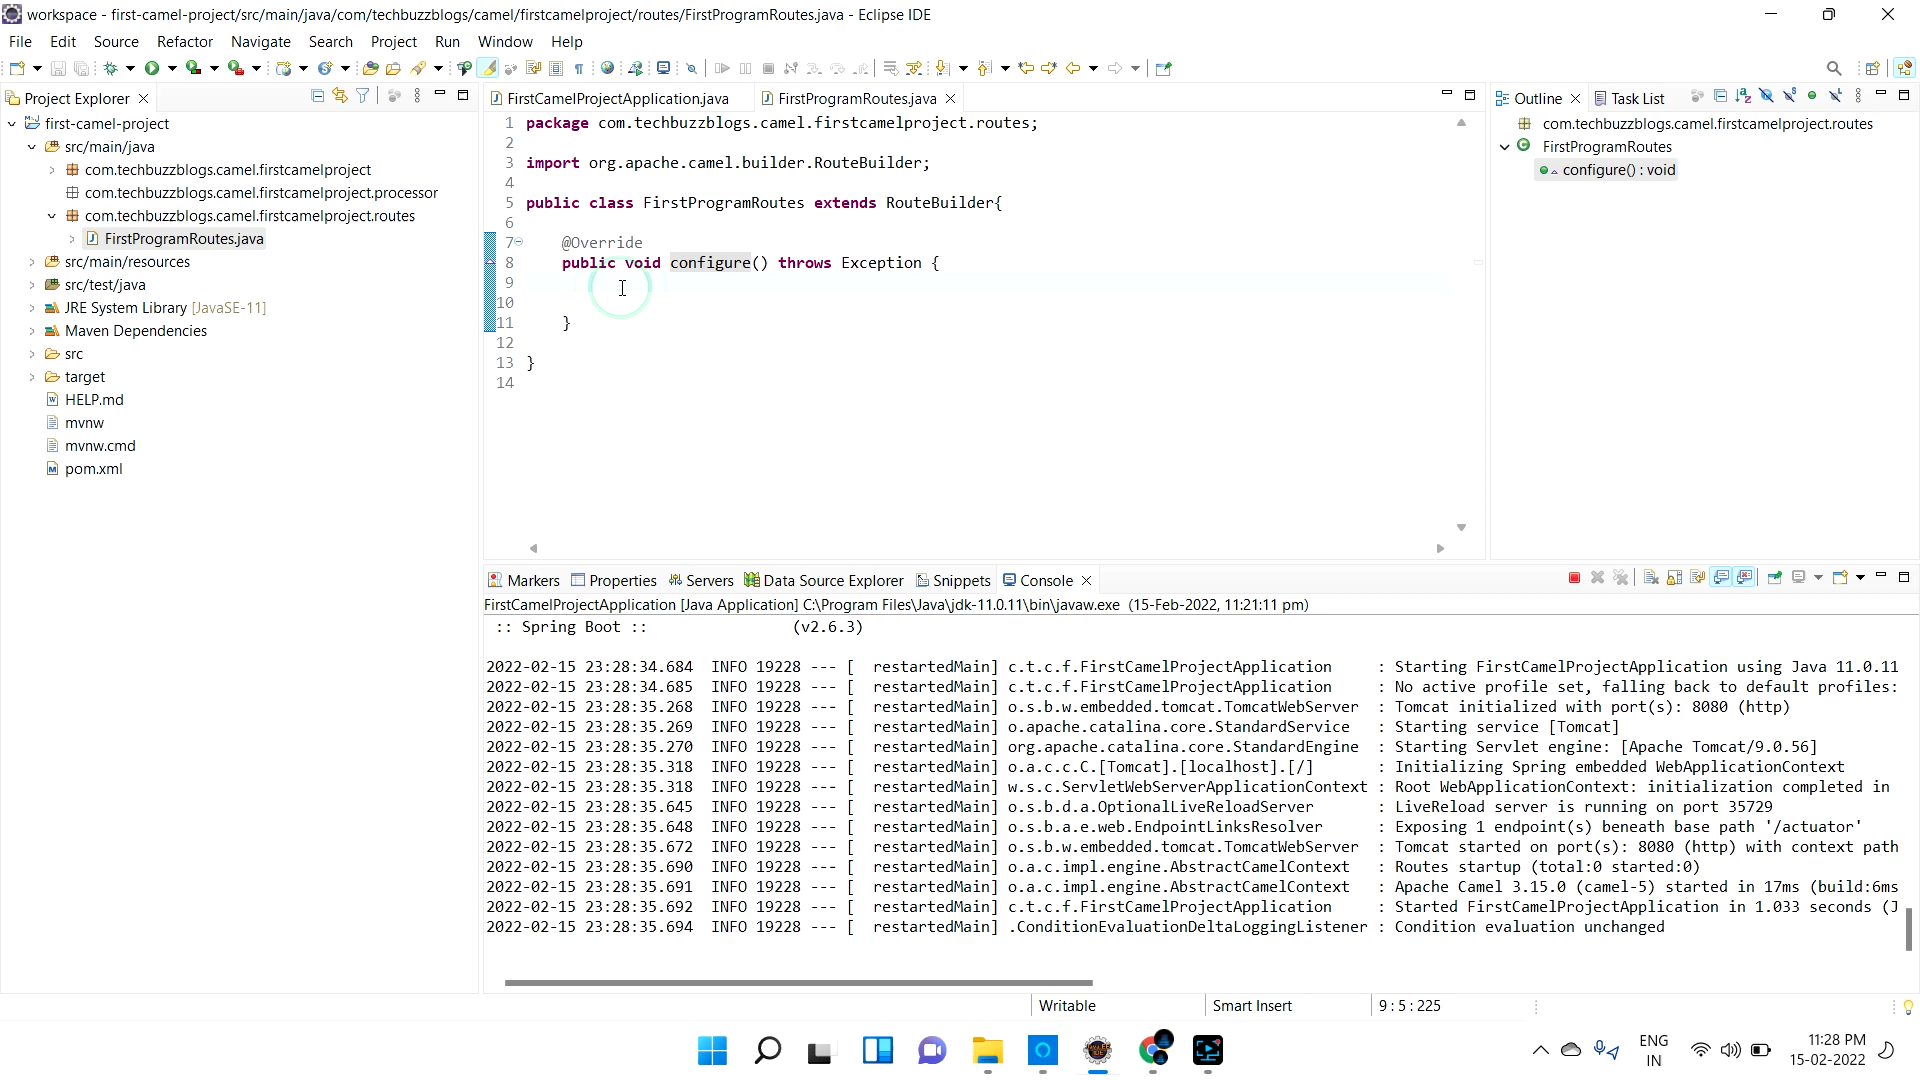 workspace - first-camel-project/src/main/java/com/techbuzzblogs/camel/firstcamelproject/routes/FirstProgramRoutes.java - Eclipse IDE
File Edit Source Refactor Navigate Search Project Run Window Help
Project Explorer
first-camel-project
src/main/java
com.techbuzzblogs.camel.firstcamelproject
com.techbuzzblogs.camel.firstcamelproject.processor
com.techbuzzblogs.camel.firstcamelproject.routes
FirstProgramRoutes.java
src/main/resources
src/test/java
JRE System Library [JavaSE-11]
Maven Dependencies
src
target
HELP.md
mvnw
mvnw.cmd
pom.xml
FirstCamelProjectApplication.java FirstProgramRoutes.java
1 package com.techbuzzblogs.camel.firstcamelproject.routes;
2
3 import org.apache.camel.builder.RouteBuilder;
4
5 public class FirstProgramRoutes extends RouteBuilder{
6
7 @Override
8 public void configure() throws Exception {
9
10
11 }
12
13 }
14
Outline Task List
com.techbuzzblogs.camel.firstcamelproject.routes
FirstProgramRoutes
configure() : void
Markers Properties Servers Data Source Explorer Snippets Console
FirstCamelProjectApplication [Java Application] C:\Program Files\Java\jdk-11.0.11\bin\javaw.exe (15-Feb-2022, 11:21:11 pm)
:: Spring Boot :: (v2.6.3)
2022-02-15 23:28:34.684 INFO 19228 --- [ restartedMain] c.t.c.f.FirstCamelProjectApplication : Starting FirstCamelProjectApplication using Java 11.0.11
2022-02-15 23:28:34.685 INFO 19228 --- [ restartedMain] c.t.c.f.FirstCamelProjectApplication : No active profile set, falling back to default profiles:
2022-02-15 23:28:35.268 INFO 19228 --- [ restartedMain] o.s.b.w.embedded.tomcat.TomcatWebServer : Tomcat initialized with port(s): 8080 (http)
2022-02-15 23:28:35.269 INFO 19228 --- [ restartedMain] o.apache.catalina.core.StandardService : Starting service [Tomcat]
2022-02-15 23:28:35.270 INFO 19228 --- [ restartedMain] org.apache.catalina.core.StandardEngine : Starting Servlet engine: [Apache Tomcat/9.0.56]
2022-02-15 23:28:35.318 INFO 19228 --- [ restartedMain] o.a.c.c.C.[Tomcat].[localhost].[/] : Initializing Spring embedded WebApplicationContext
2022-02-15 23:28:35.318 INFO 19228 --- [ restartedMain] w.s.c.ServletWebServerApplicationContext : Root WebApplicationContext: initialization completed in
2022-02-15 23:28:35.645 INFO 19228 --- [ restartedMain] o.s.b.d.a.OptionalLiveReloadServer : LiveReload server is running on port 35729
2022-02-15 23:28:35.648 INFO 19228 --- [ restartedMain] o.s.b.a.e.web.EndpointLinksResolver : Exposing 1 endpoint(s) beneath base path '/actuator'
2022-02-15 23:28:35.672 INFO 19228 --- [ restartedMain] o.s.b.w.embedded.tomcat.TomcatWebServer : Tomcat started on port(s): 8080 (http) with context path
2022-02-15 23:28:35.690 INFO 19228 --- [ restartedMain] o.a.c.impl.engine.AbstractCamelContext : Routes startup (total:0 started:0)
2022-02-15 23:28:35.691 INFO 19228 --- [ restartedMain] o.a.c.impl.engine.AbstractCamelContext : Apache Camel 3.15.0 (camel-5) started in 17ms (build:6ms
2022-02-15 23:28:35.692 INFO 19228 --- [ restartedMain] c.t.c.f.FirstCamelProjectApplication : Started FirstCamelProjectApplication in 1.033 seconds (J
2022-02-15 23:28:35.694 INFO 19228 --- [ restartedMain] .ConditionEvaluationDeltaLoggingListener : Condition evaluation unchanged
Writable Smart Insert 9 : 5 : 225
ENG
IN
11:28 PM
15-02-2022